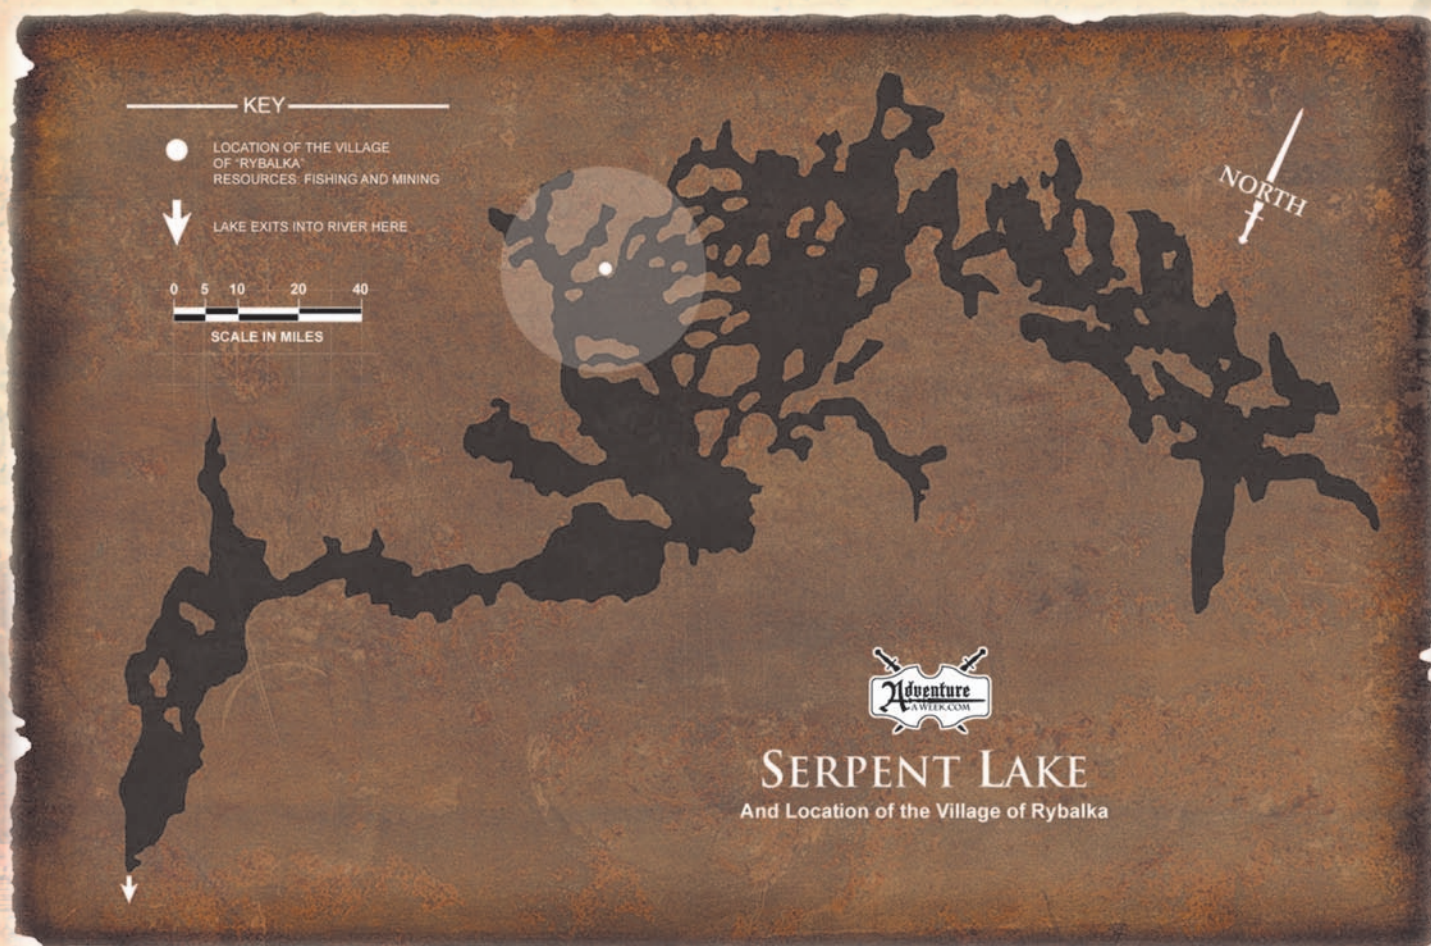 KEY
LOCATION OF THE VILLAGE
OF "RYBALKA"
RESOURCES: FISHING AND MINING
LAKE EXITS INTO RIVER HERE
0 5 10 20 40
SCALE IN MILES
NORTH
Adventure
A WEEK.COM
SERPENT LAKE
And Location of the Village of Rybalka